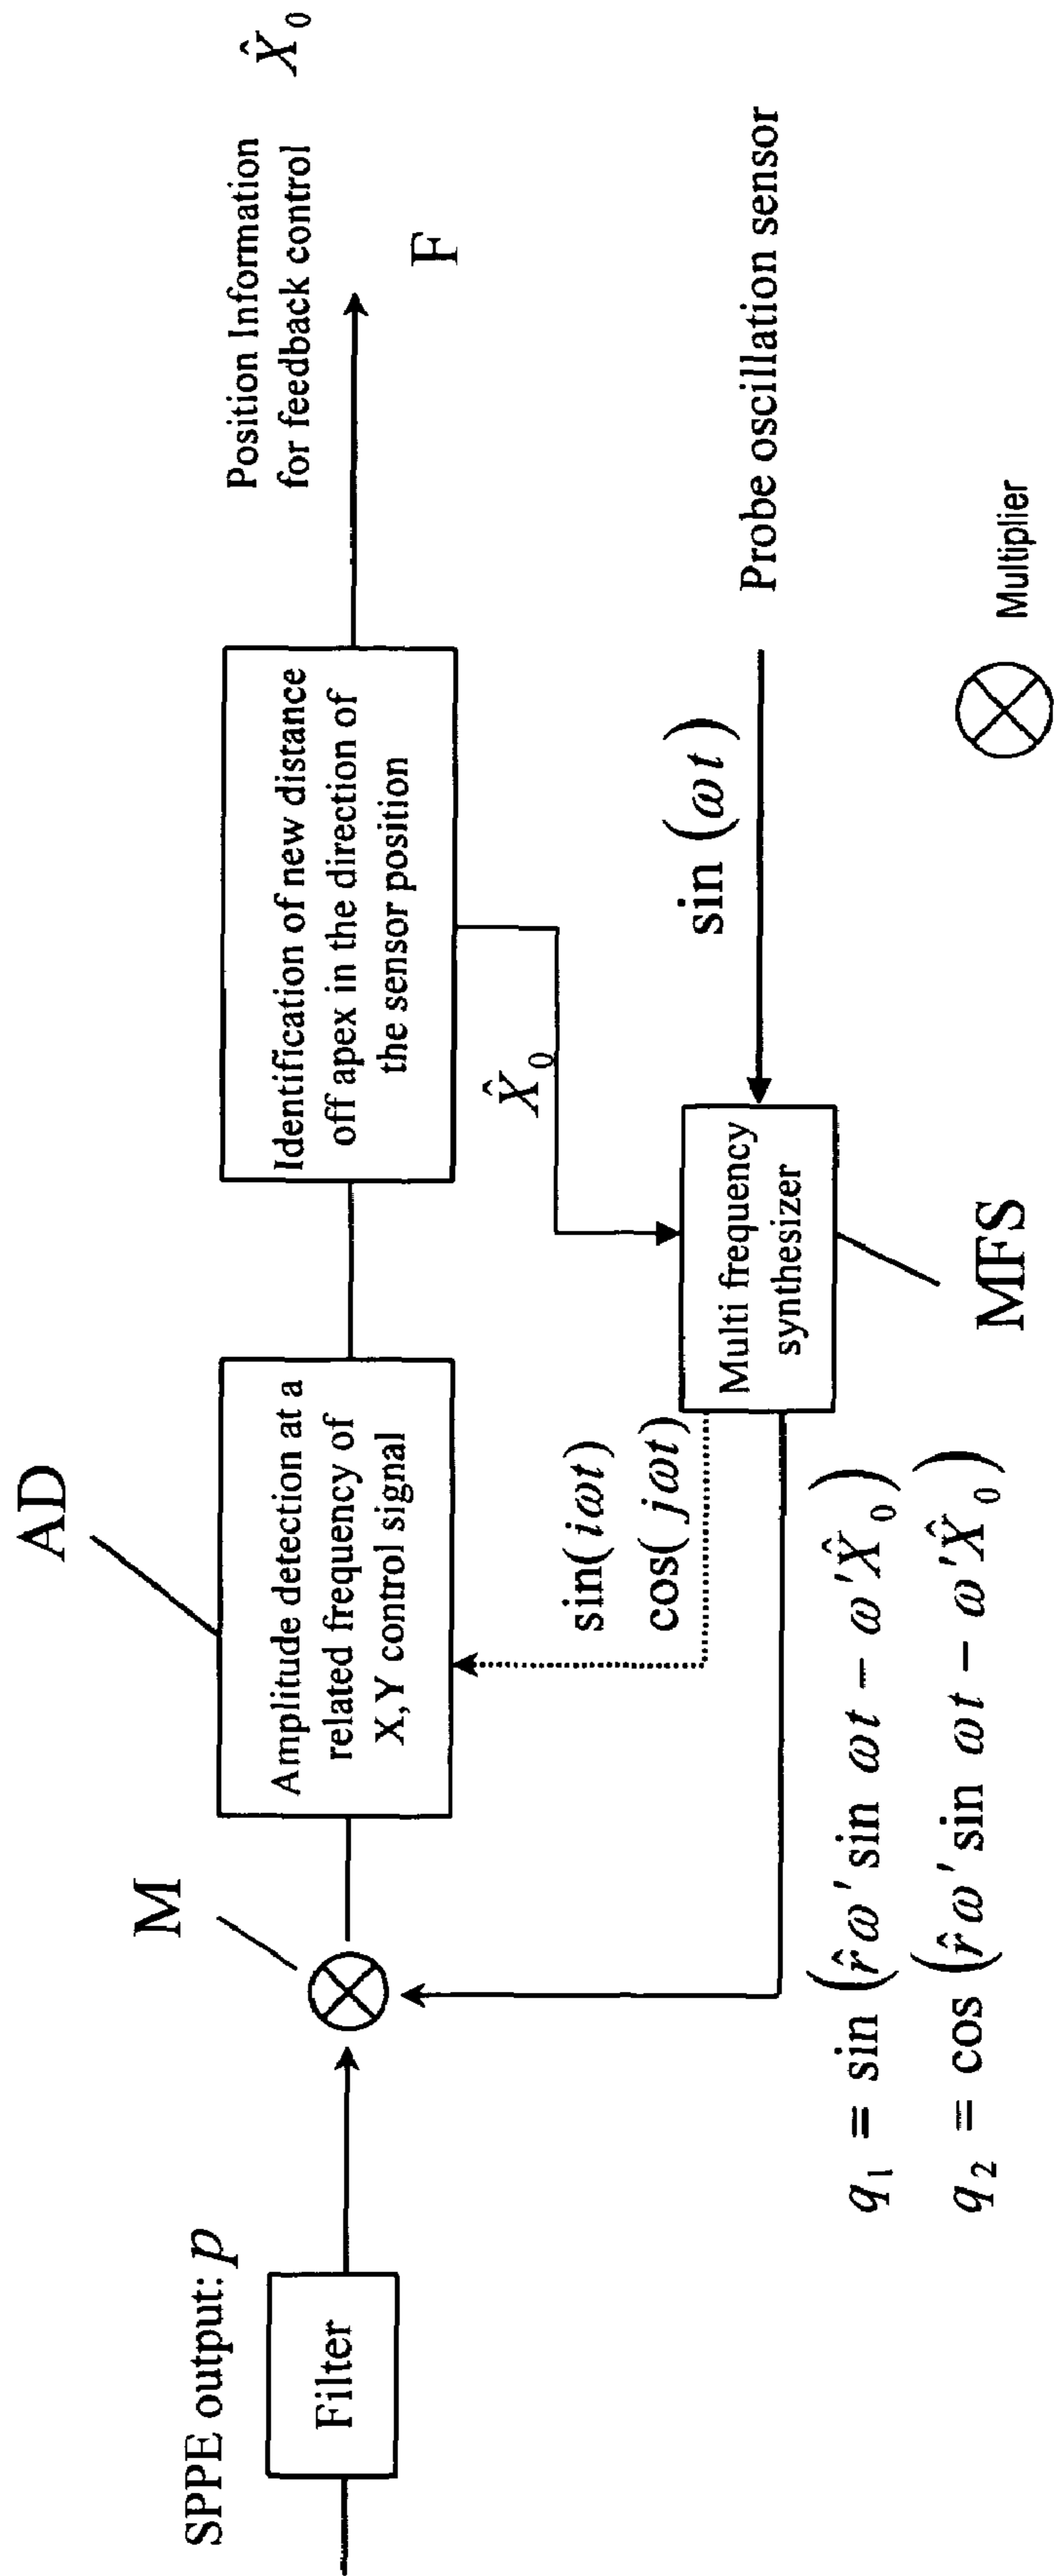 SPPE output: p
Filter
M
AD
Amplitude detection at a
related frequency of
X,Y control signal
Identification of new distance
off apex in the direction of
the sensor position
Position Information
for feedback control
X̂₀
F
X̂₀
sin(iωt)
cos(jωt)
Multi frequency
synthesizer
MFS
sin (ωt)
Probe oscillation sensor
q₁ = sin (r̂ω'sin ωt − ω'X̂₀)
q₂ = cos (r̂ω'sin ωt − ω'X̂₀)
Multiplier